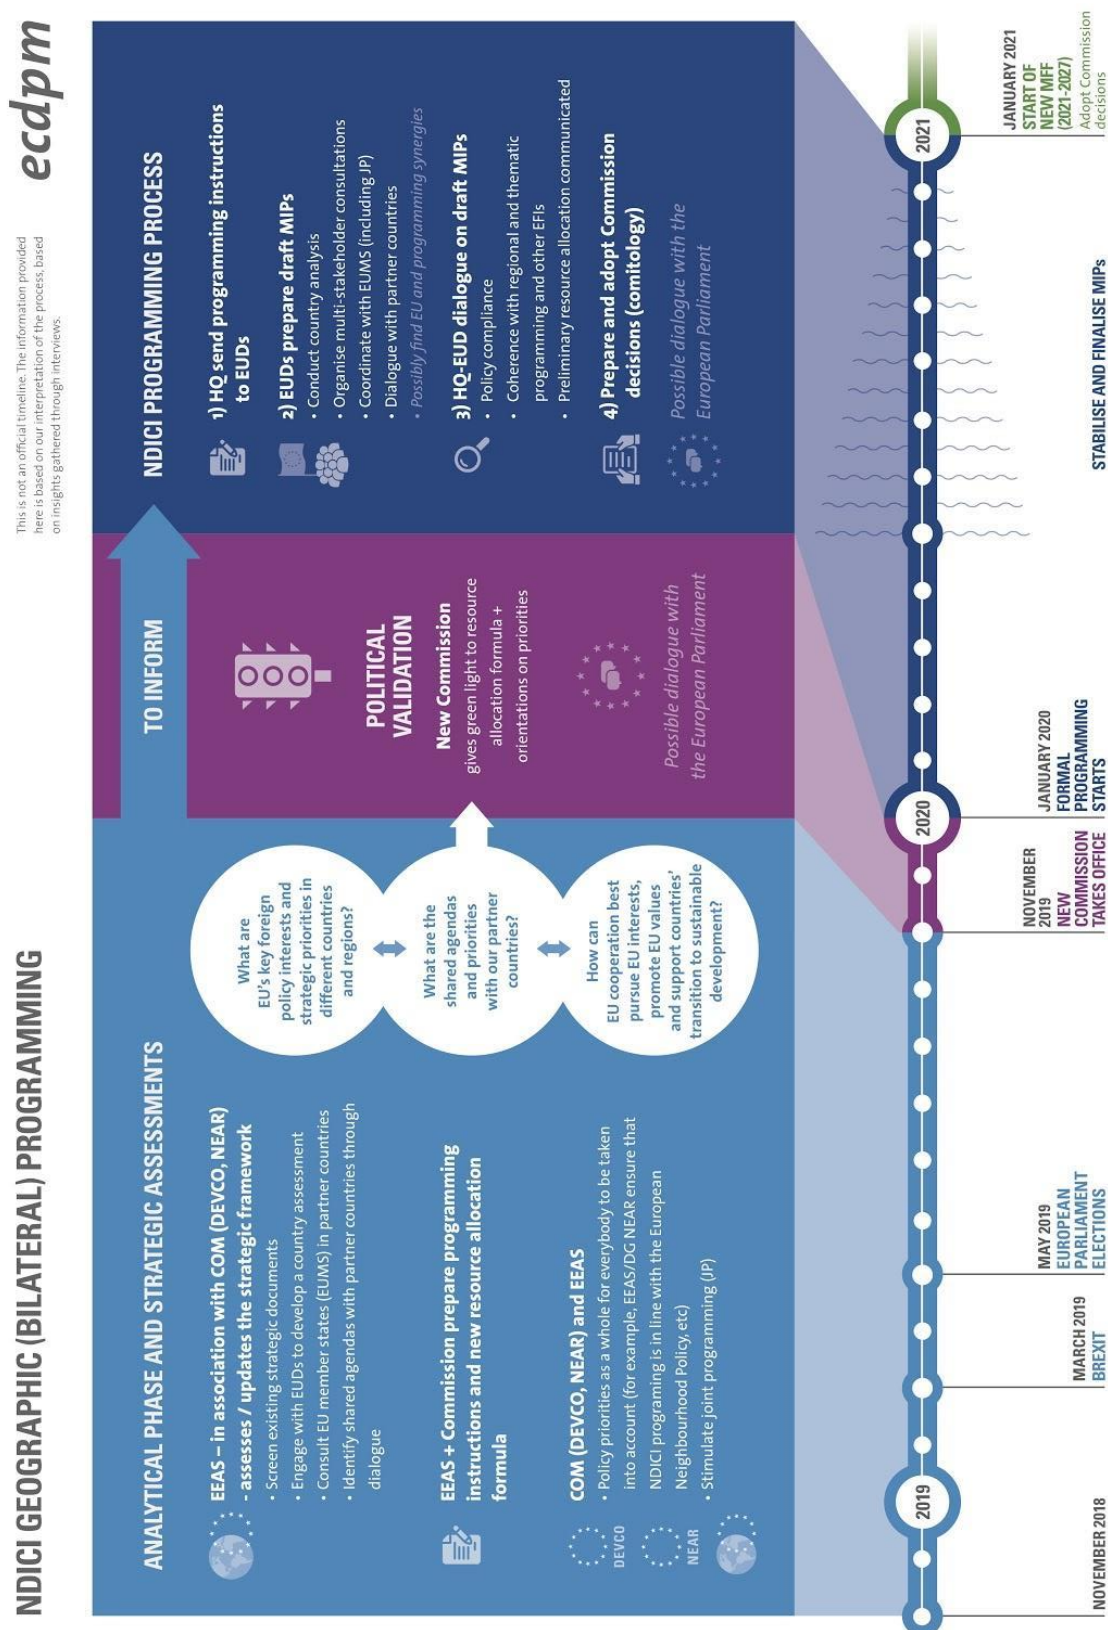 NDICI GEOGRAPHIC (BILATERAL) PROGRAMMING
This is not an official timeline. The information provided
here is based on our interpretation of the process, based
on insights gathered through interviews.
ecdpm
ANALYTICAL PHASE AND STRATEGIC ASSESSMENTS
EEAS – in association with COM (DEVCO, NEAR)
- assesses / updates the strategic framework
• Screen existing strategic documents
• Engage with EUDs to develop a country assessment
• Consult EU member states (EUMS) in partner countries
• Identify shared agendas with partner countries through
dialogue
EEAS + Commission prepare programming
instructions and new resource allocation
formula
DEVCO
NEAR
COM (DEVCO, NEAR) and EEAS
• Policy priorities as a whole for everybody to be taken
into account (for example, EEAS/DG NEAR ensure that
NDICI programing is in line with the European
Neighbourhood Policy, etc)
• Stimulate joint programming (JP)
What are
EU's key foreign
policy interests and
strategic priorities in
different countries
and regions?
What are the
shared agendas
and priorities
with our partner
countries?
How can
EU cooperation best
pursue EU interests,
promote EU values
and support countries'
transition to sustainable
development?
TO INFORM
POLITICAL
VALIDATION
New Commission
gives green light to resource
allocation formula +
orientations on priorities
Possible dialogue with
the European Parliament
NDICI PROGRAMMING PROCESS
1) HQ send programming instructions
to EUDs
2) EUDs prepare draft MIPs
• Conduct country analysis
• Organise multi-stakeholder consultations
• Coordinate with EUMS (including JP)
• Dialogue with partner countries
• Possibly find EU and programming synergies
3) HQ-EUD dialogue on draft MIPs
• Policy compliance
• Coherence with regional and thematic
programming and other EFIs
• Preliminary resource allocation communicated
4) Prepare and adopt Commission
decisions (comitology)
Possible dialogue with the
European Parliament
2019
2020
2021
NOVEMBER 2018
MARCH 2019
BREXIT
MAY 2019
EUROPEAN
PARLIAMENT
ELECTIONS
NOVEMBER
2019
NEW
COMMISSION
TAKES OFFICE
JANUARY 2020
FORMAL
PROGRAMMING
STARTS
STABILISE AND FINALISE MIPs
JANUARY 2021
START OF
NEW MFF
(2021-2027)
Adopt Commission
decisions